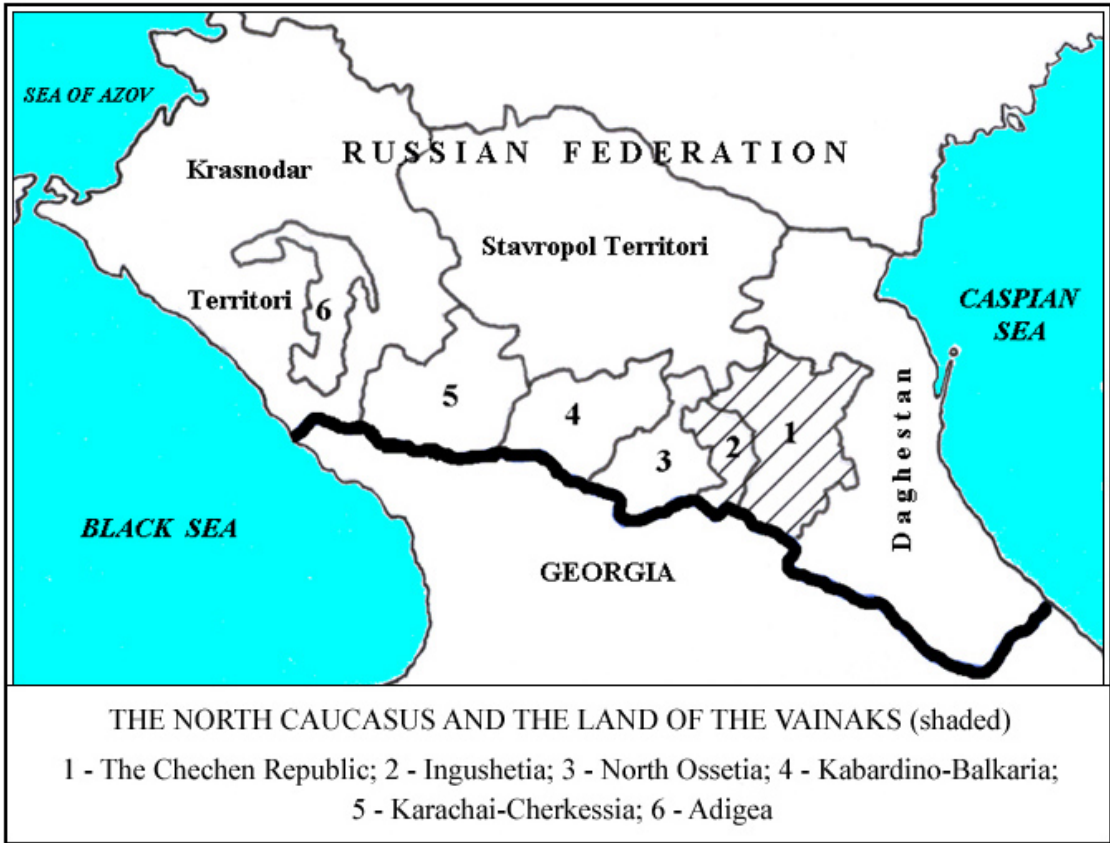 SEA OF AZOV
RUSSIAN FEDERATION
Krasnodar
Stavropol Territori
Territori
6
CASPIAN
SEA
5
4
3
2
1
Daghestan
BLACK SEA
GEORGIA
THE NORTH CAUCASUS AND THE LAND OF THE VAINAKS (shaded)
1 - The Chechen Republic; 2 - Ingushetia; 3 - North Ossetia; 4 - Kabardino-Balkaria;
5 - Karachai-Cherkessia; 6 - Adigea